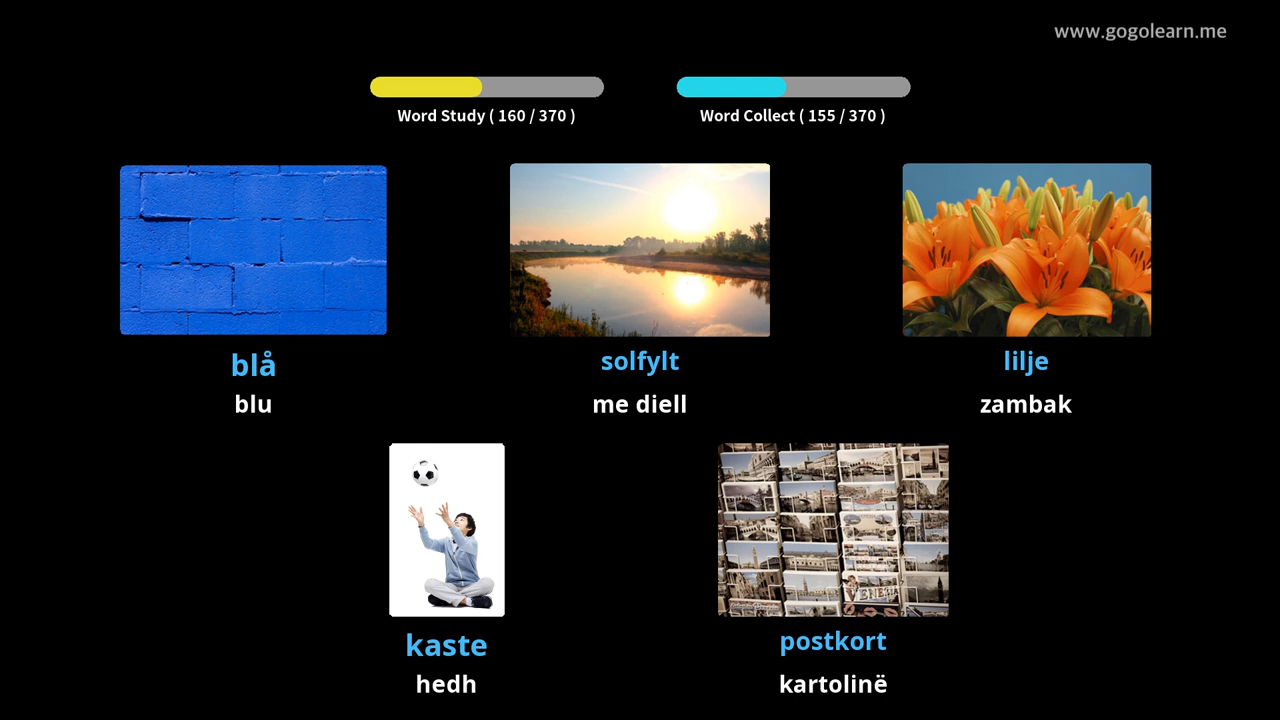 www.gogolearn.me
Word Study ( 160 / 370 )
Word Collect ( 155 / 370 )
blå
blu
solfylt
me diell
lilje
zambak
kaste
hedh
postkort
kartolinë